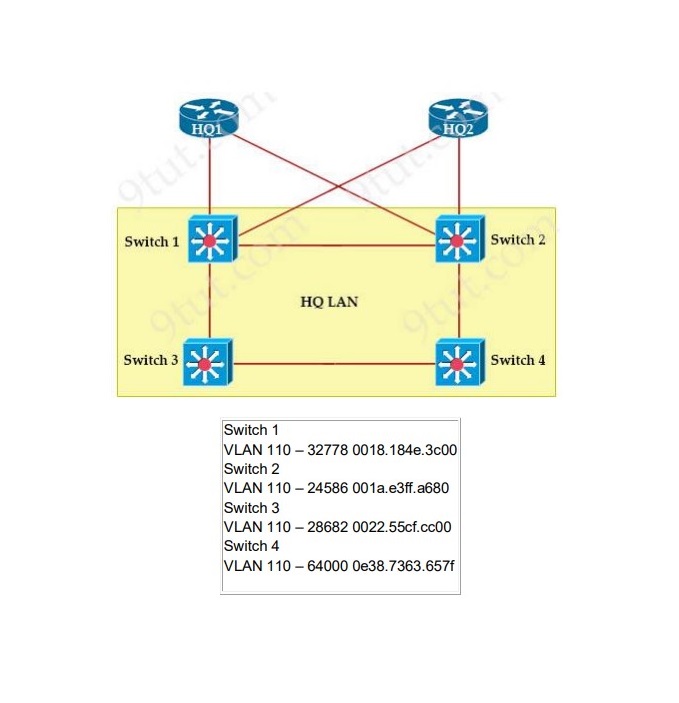 HQ1
HQ2
9tut.com
9tut.com
Switch 1
Switch 2
HQ LAN
9tut.com
9tut.com
Switch 3
Switch 4
Switch 1
VLAN 110 – 32778 0018.184e.3c00
Switch 2
VLAN 110 – 24586 001a.e3ff.a680
Switch 3
VLAN 110 – 28682 0022.55cf.cc00
Switch 4
VLAN 110 – 64000 0e38.7363.657f